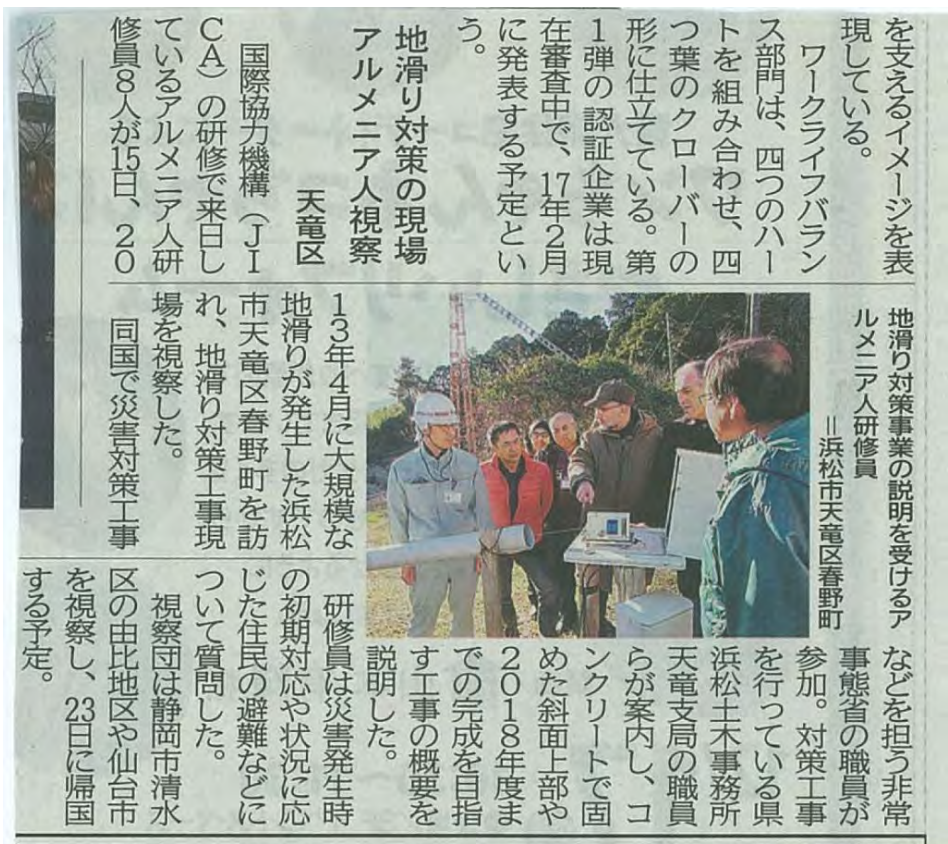 を支えるイメージを表
現している。
ワークライフバラン
ス部門は、四つのハー
トを組み合わせ、四
つ葉のクローバーの
形に仕立てている。第
1弾の認証企業は現
在審査中で、17年2月
に発表する予定とい
う。
地滑り対策の現場
アルメニア人視察
天竜区
国際協力機構（JI
CA）の研修で来日し
ているアルメニア人研
修員8人が15日、20
13年4月に大規模な
地滑りが発生した浜松
市天竜区春野町を訪
れ、地滑り対策工事現
場を視察した。
同国で災害対策工事
などを担う非常
事態省の職員が
参加。対策工事
を行っている県
浜松土木事務所
天竜支局の職員
らが案内し、コ
ンクリートで固
めた斜面上部や
2018年度ま
での完成を目指
す工事の概要を
説明した。
研修員は災害発生時
の初期対応や状況に応
じた住民の避難などに
ついて質問した。
視察団は静岡市清水
区の由比地区や仙台市
を視察し、23日に帰国
する予定。
地滑り対策事業の説明を受けるア
ルメニア人研修員
＝浜松市天竜区春野町